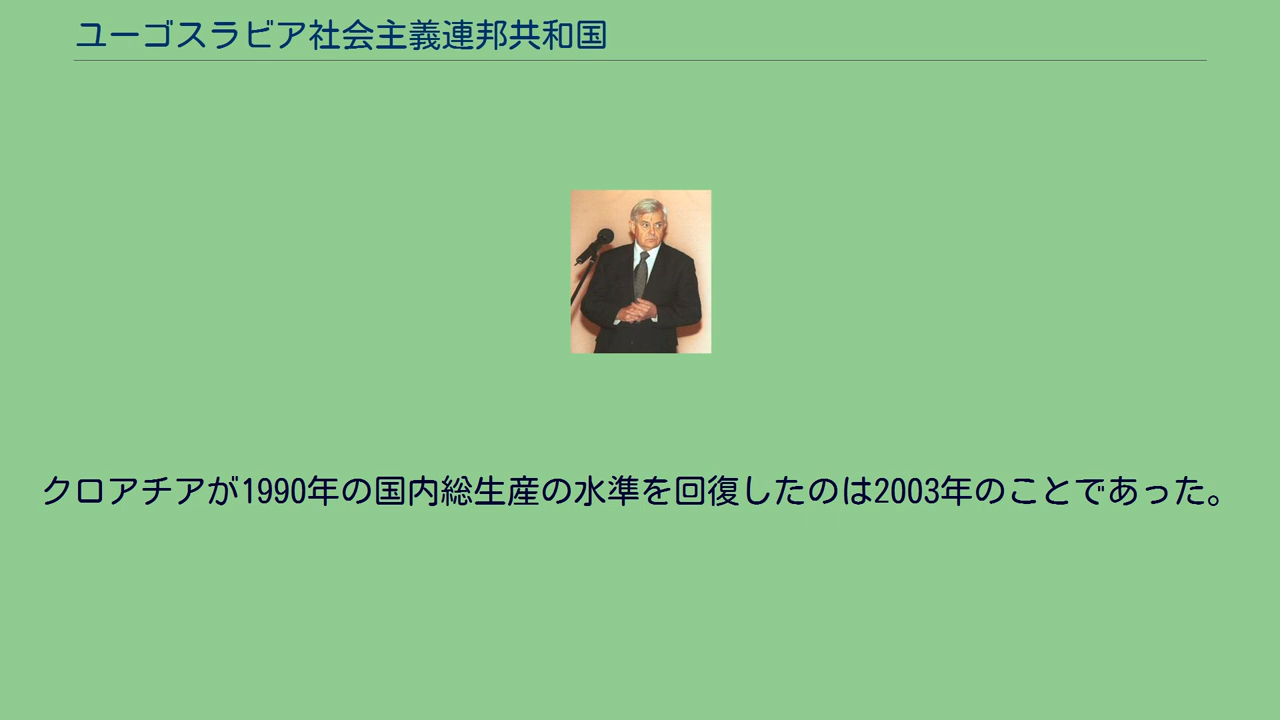 ユーゴスラビア社会主義連邦共和国
クロアチアが1990年の国内総生産の水準を回復したのは2003年のことであった。